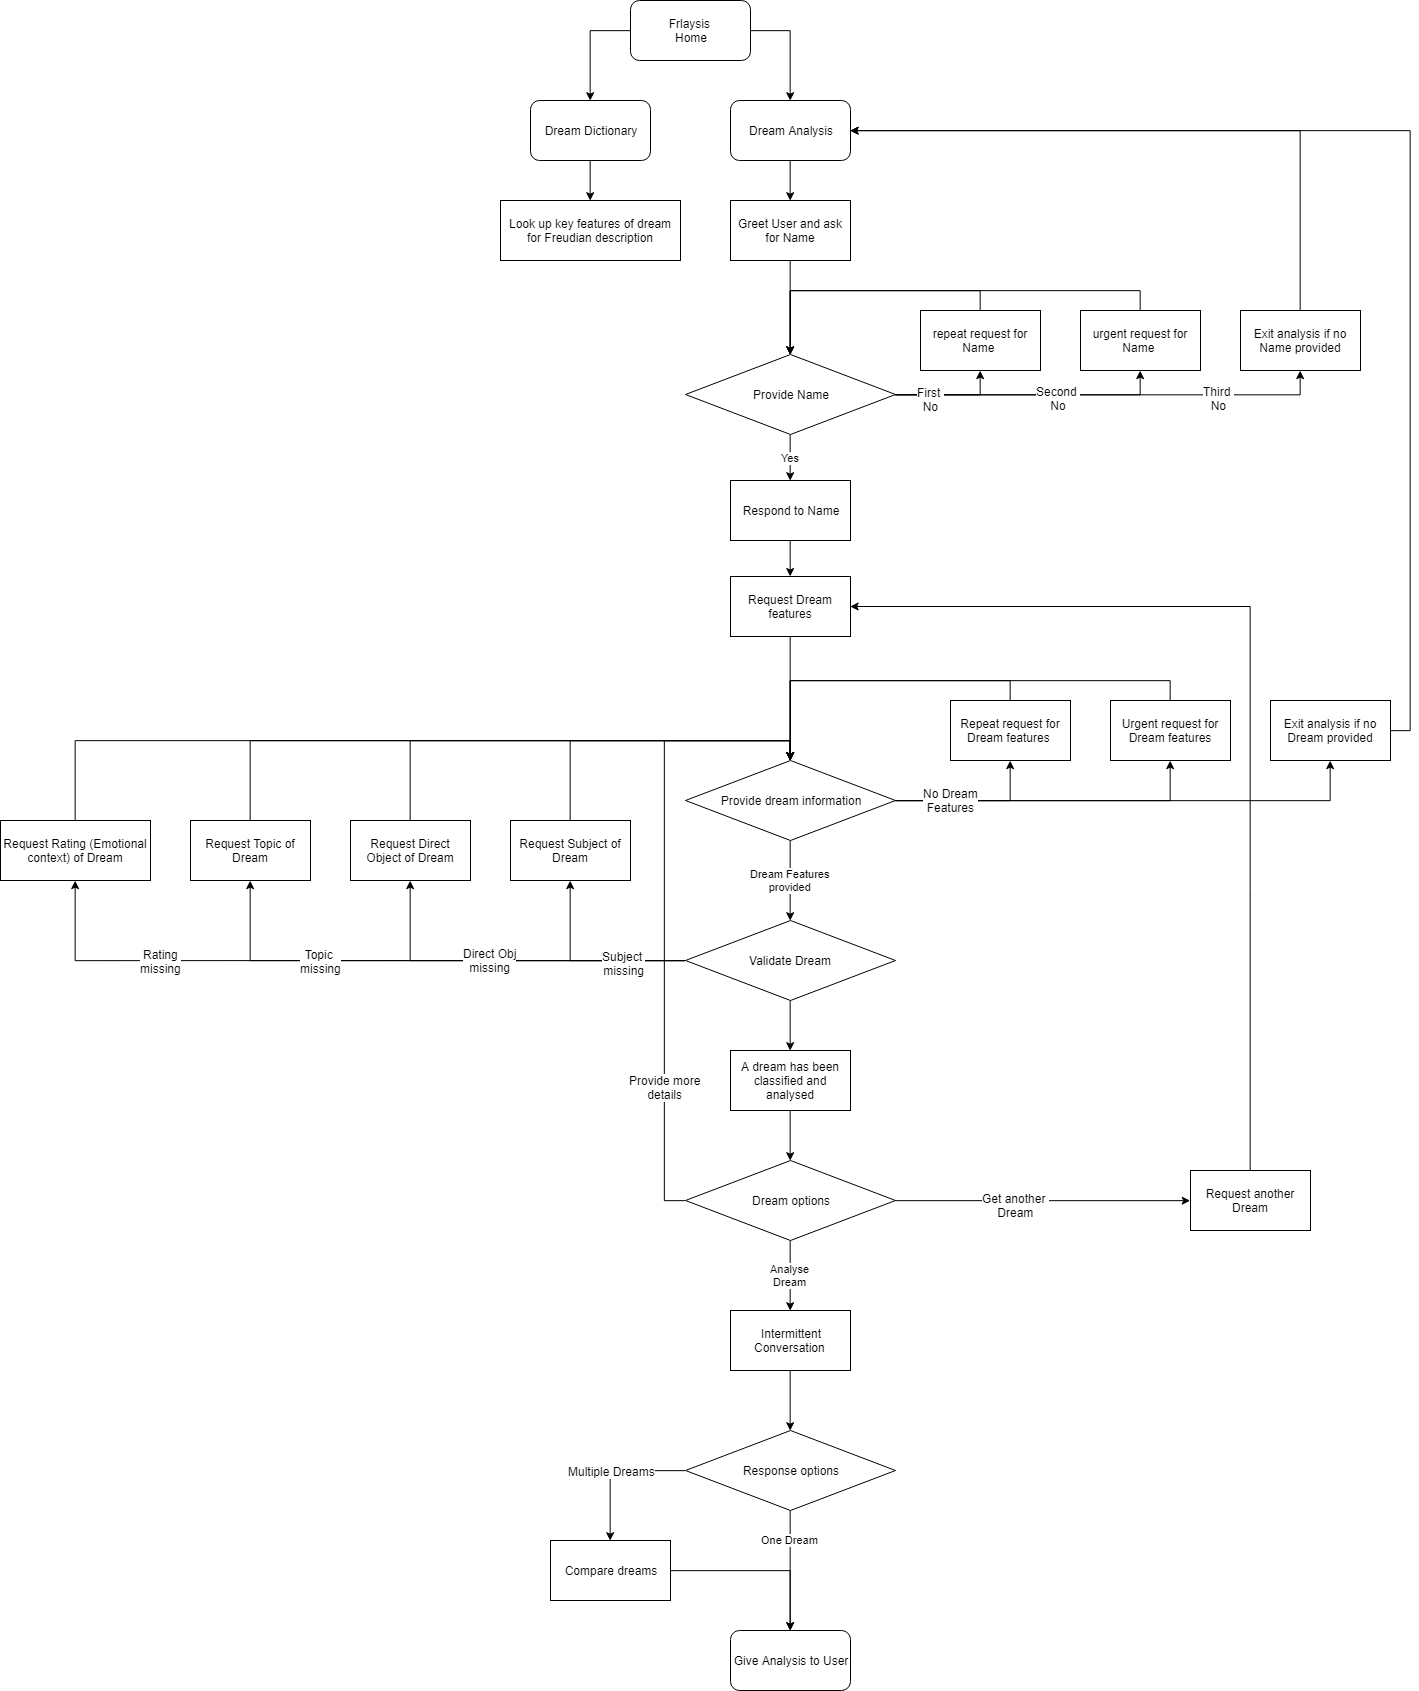 Frlaysis
Home
Dream Dictionary
Dream Analysis
Look up key features of dream
for Freudian description
Greet User and ask
for Name
repeat request for
Name
urgent request for
Name
Exit analysis if no
Name provided
Provide Name
First
No
Second
No
Third
No
Yes
Respond to Name
Request Dream
features
Repeat request for
Dream features
Urgent request for
Dream features
Exit analysis if no
Dream provided
Provide dream information
No Dream
Features
Request Rating (Emotional
context) of Dream
Request Topic of
Dream
Request Direct
Object of Dream
Request Subject of
Dream
Dream Features
provided
Rating
missing
Topic
missing
Direct Obj
missing
Subject
missing
Validate Dream
A dream has been
classified and
analysed
Provide more
details
Dream options
Get another
Dream
Request another
Dream
Analyse
Dream
Intermittent
Conversation
Response options
Multiple Dreams
One Dream
Compare dreams
Give Analysis to User